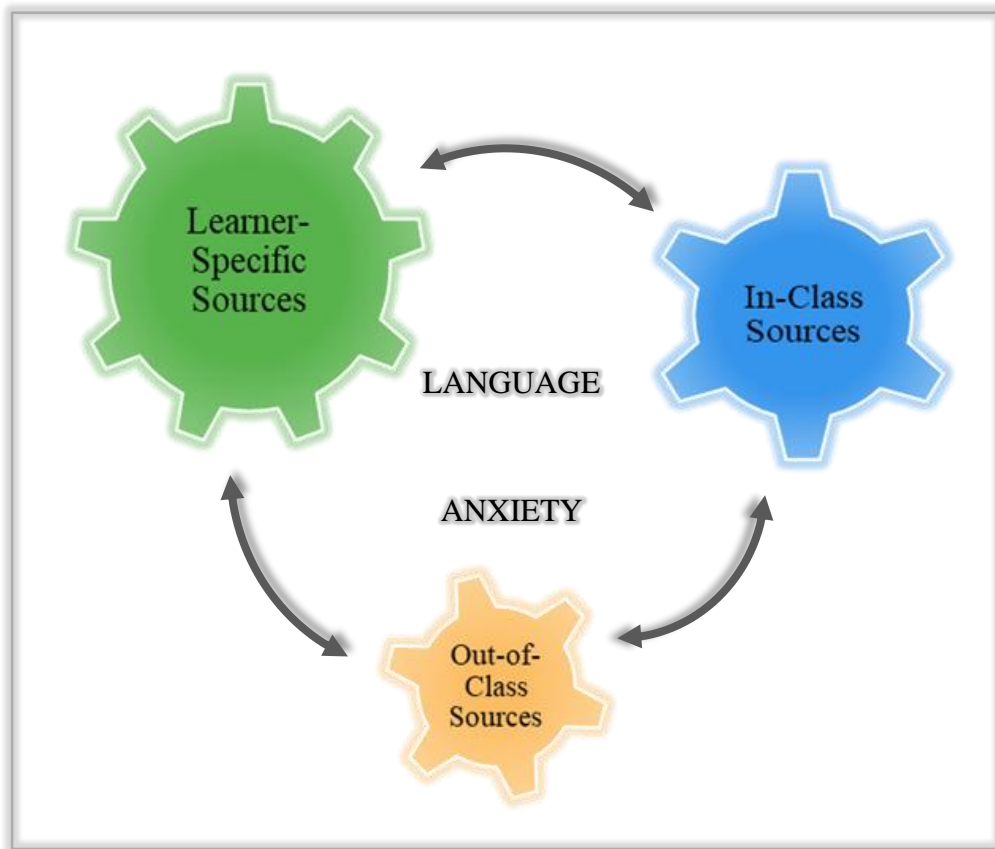 Learner-
Specific
Sources
In-Class
Sources
LANGUAGE
ANXIETY
Out-of-
Class
Sources